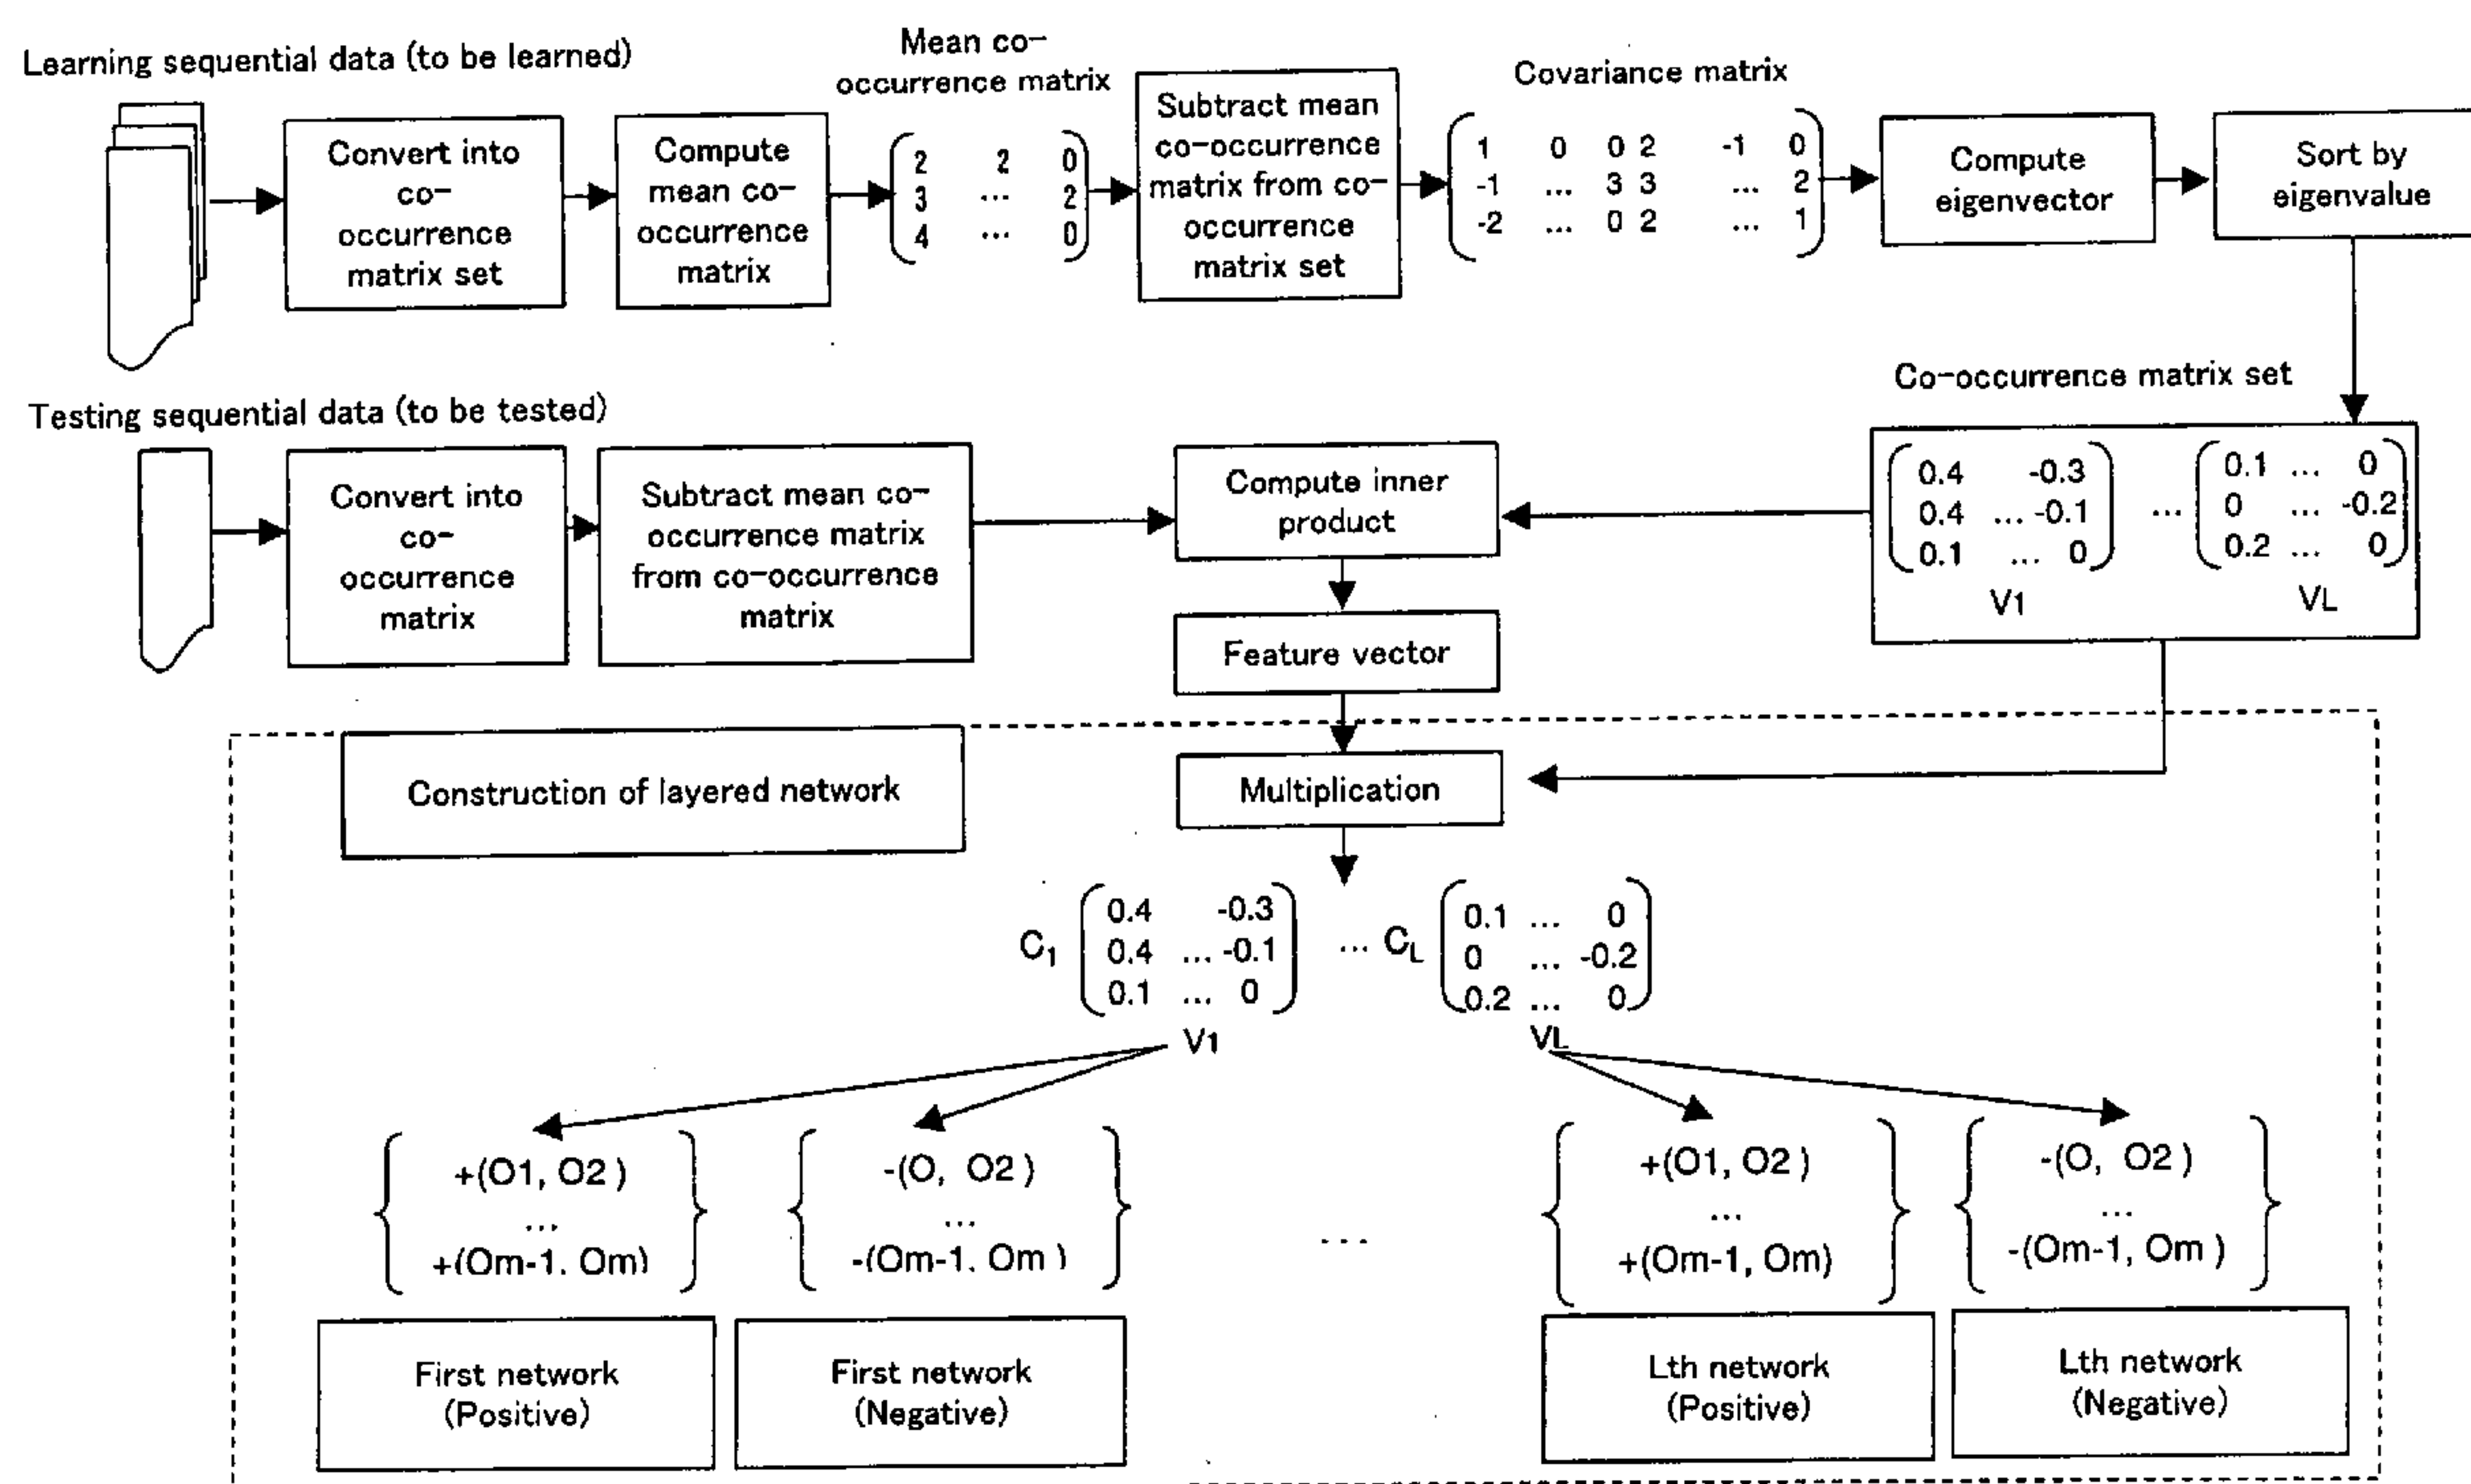 Learning sequential data (to be learned)
Mean co-
occurrence matrix
Covariance matrix
Convert into
co-
occurrence
matrix set
Compute
mean co-
occurrence
matrix
2 2 0
3 ... 2
4 ... 0
Subtract mean
co-occurrence
matrix from co-
occurrence
matrix set
1 0 0 2 -1 0
-1 ... 3 3 ... 2
-2 ... 0 2 ... 1
Compute
eigenvector
Sort by
eigenvalue
Testing sequential data (to be tested)
Co-occurrence matrix set
Convert into
co-
occurrence
matrix
Subtract mean co-
occurrence matrix
from co-occurrence
matrix
Compute inner
product
0.4 -0.3
0.4 ... -0.1
0.1 ... 0
V1
...
0.1 ... 0
0 ... -0.2
0.2 ... 0
VL
Feature vector
Construction of layered network
Multiplication
C1
0.4 -0.3
0.4 ... -0.1
0.1 ... 0
V1
... CL
0.1 ... 0
0 ... -0.2
0.2 ... 0
VL
+(O1, O2 )
...
+(Om-1. Om)
-(O, O2 )
...
-(Om-1. Om )
...
+(O1, O2 )
...
+(Om-1, Om)
-(O, O2 )
...
-(Om-1, Om )
First network
(Positive)
First network
(Negative)
Lth network
(Positive)
Lth network
(Negative)